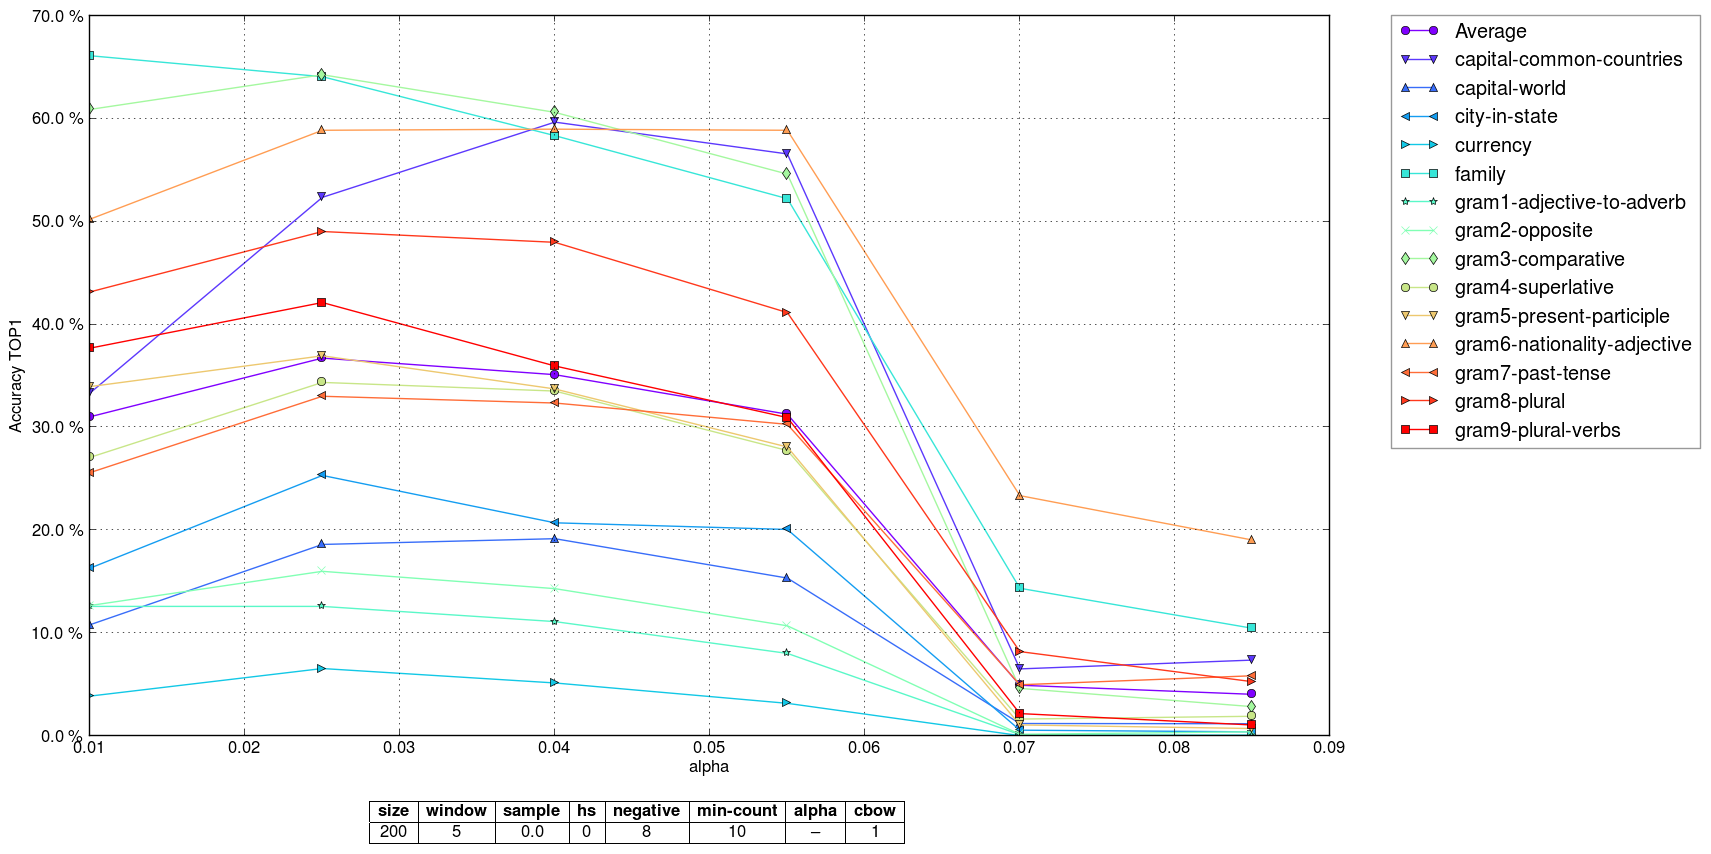 70.0 %
60.0 %
50.0 %
40.0 %
30.0 %
20.0 %
10.0 %
0.0 %
Accuracy TOP1
0.01 0.02 0.03 0.04 0.05 0.06 0.07 0.08 0.09
alpha
Average
capital-common-countries
capital-world
city-in-state
currency
family
gram1-adjective-to-adverb
gram2-opposite
gram3-comparative
gram4-superlative
gram5-present-participle
gram6-nationality-adjective
gram7-past-tense
gram8-plural
gram9-plural-verbs
size window sample hs negative min-count alpha cbow
200 5 0.0 0 8 10 – 1